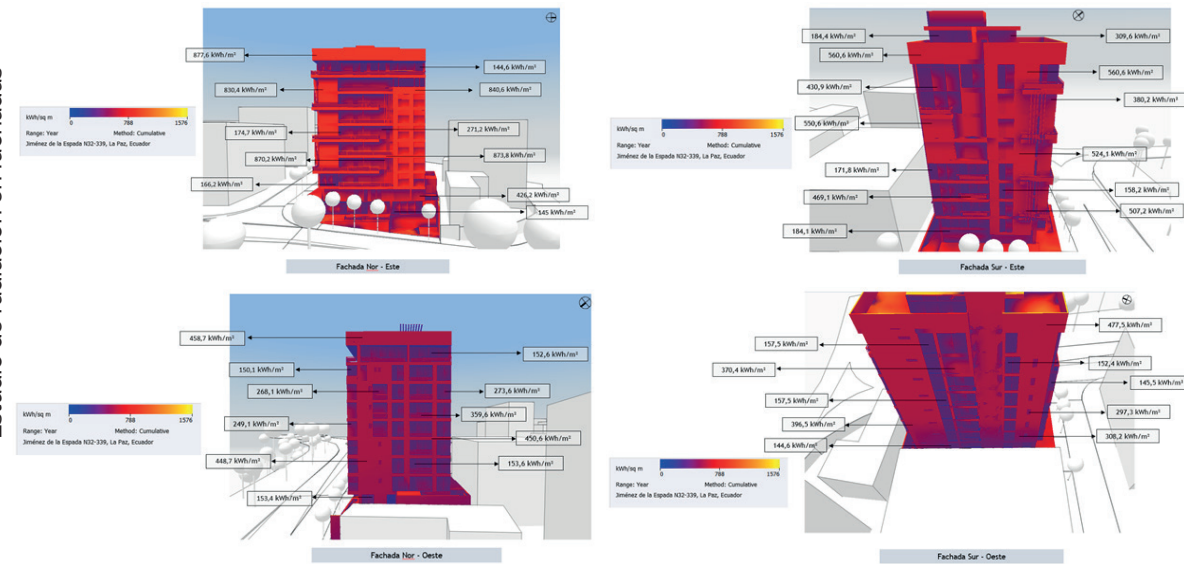 877,6 kWh/m²
144,6 kWh/m²
830,4 kWh/m²
840,6 kWh/m²
kWh/sq m
0 788 1576
Range: Year Method: Cumulative
Jiménez de la Espada N32-339, La Paz, Ecuador
174,7 kWh/m²
271,2 kWh/m²
870,2 kWh/m²
873,8 kWh/m²
166,2 kWh/m²
426,2 kWh/m²
145 kWh/m²
Fachada Nor - Este
184,4 kWh/m²
309,6 kWh/m²
560,6 kWh/m²
560,6 kWh/m²
430,9 kWh/m²
380,2 kWh/m²
550,6 kWh/m²
kWh/sq m
0 788 1576
Range: Year Method: Cumulative
Jiménez de la Espada N32-339, La Paz, Ecuador
524,1 kWh/m²
171,8 kWh/m²
158,2 kWh/m²
469,1 kWh/m²
507,2 kWh/m²
184,1 kWh/m²
Fachada Sur - Este
458,7 kWh/m²
152,6 kWh/m²
150,1 kWh/m²
268,1 kWh/m²
273,6 kWh/m²
kWh/sq m
0 788 1576
Range: Year Method: Cumulative
Jiménez de la Espada N32-339, La Paz, Ecuador
359,6 kWh/m²
249,1 kWh/m²
450,6 kWh/m²
448,7 kWh/m²
153,6 kWh/m²
153,4 kWh/m²
Fachada Nor - Oeste
477,5 kWh/m²
157,5 kWh/m²
152,4 kWh/m²
370,4 kWh/m²
145,5 kWh/m²
157,5 kWh/m²
297,3 kWh/m²
396,5 kWh/m²
308,2 kWh/m²
144,6 kWh/m²
kWh/sq m
0 788 1576
Range: Year Method: Cumulative
Jiménez de la Espada N32-339, La Paz, Ecuador
Fachada Sur - Oeste